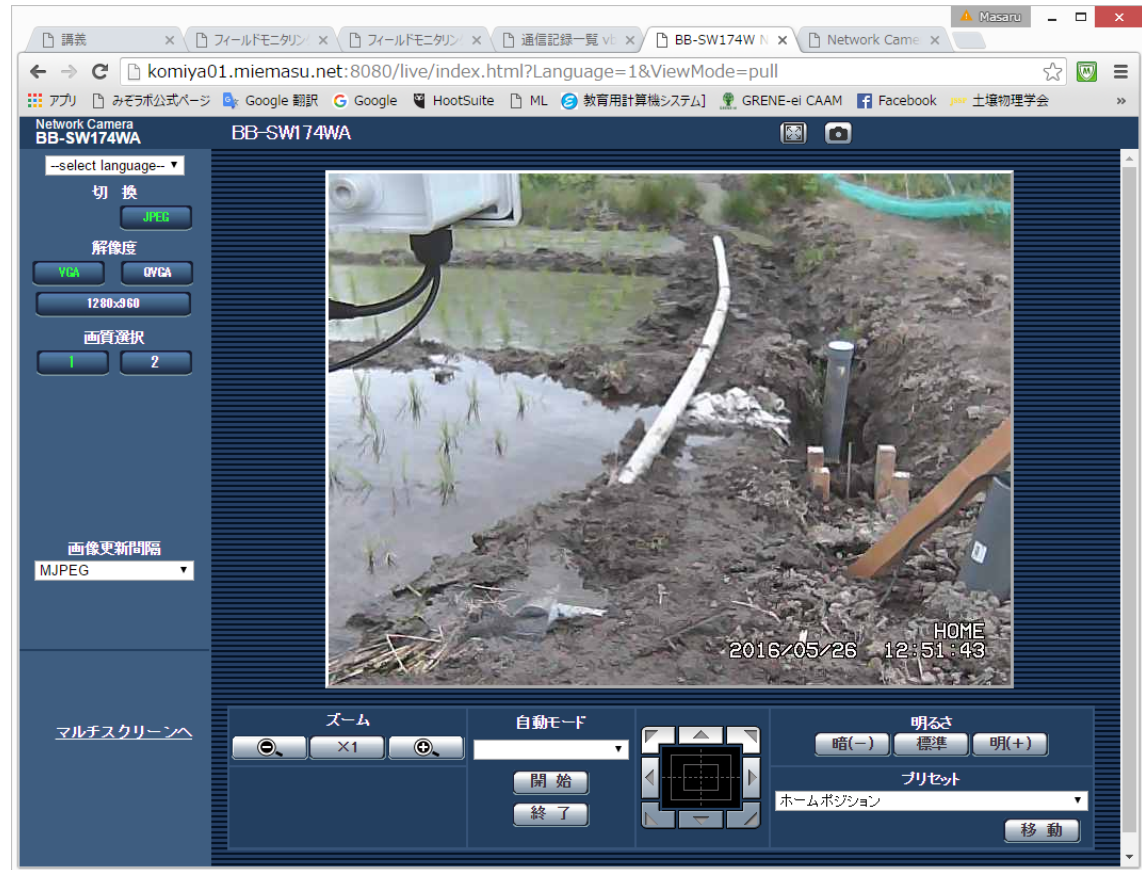 Masaru
講義
フィールドモニタリン
フィールドモニタリン
通信記録一覧 vb
BB-SW174W N
Network Came
komiya01.miemasu.net:8080/live/index.html?Language=1&ViewMode=pull
アプリ みぞラボ公式ページ Google 翻訳 Google HootSuite ML 教育用計算機システム] GRENE-ei CAAM Facebook 土壌物理学会 »
Network Camera
BB-SW174WA
BB-SW174WA
--select language--
切 換
JPEG
解像度
VGA QVGA
1280x960
画質選択
1 2
画像更新間隔
MJPEG
マルチスクリーンへ
HOME
2016/05/26 12:51:43
ズーム
×1
自動モード
開 始
終 了
明るさ
暗(－) 標準 明(+)
プリセット
ホームポジション
移 動